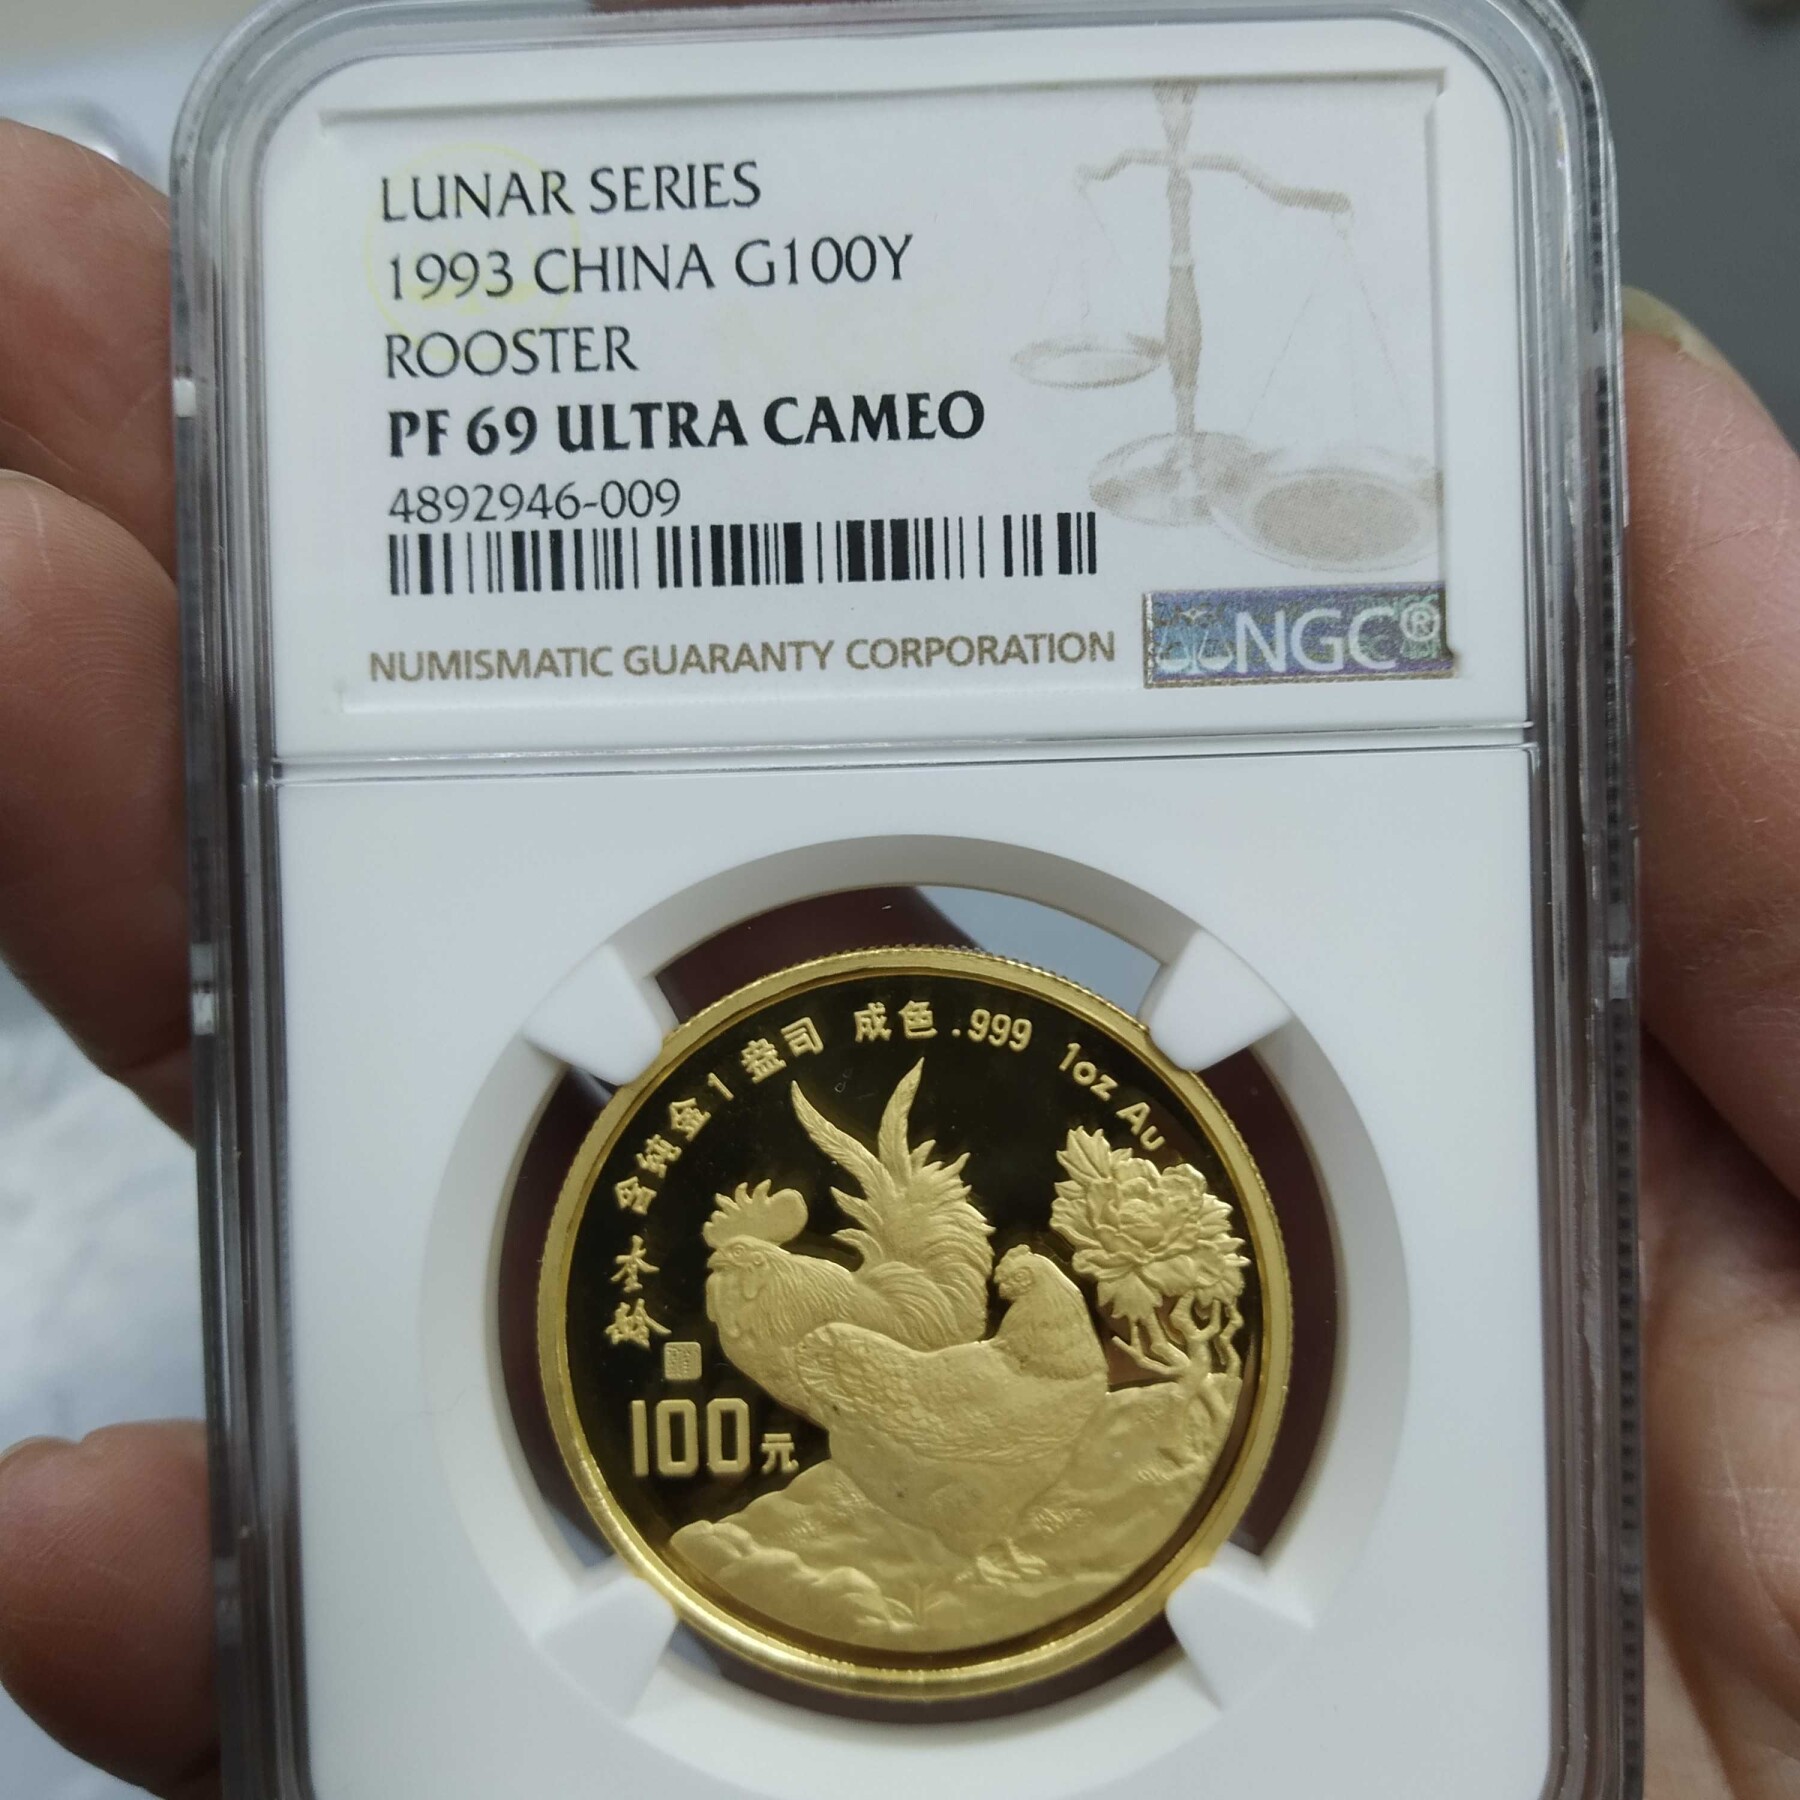 LUNAR SERIES
1993 CHINA G100Y
ROOSTER
PF 69 ULTRA CAMEO
4892946-009
NUMISMATIC GUARANTY CORPORATION
NGC®
含纯金1盎司 成色.999 1oz Au
100元